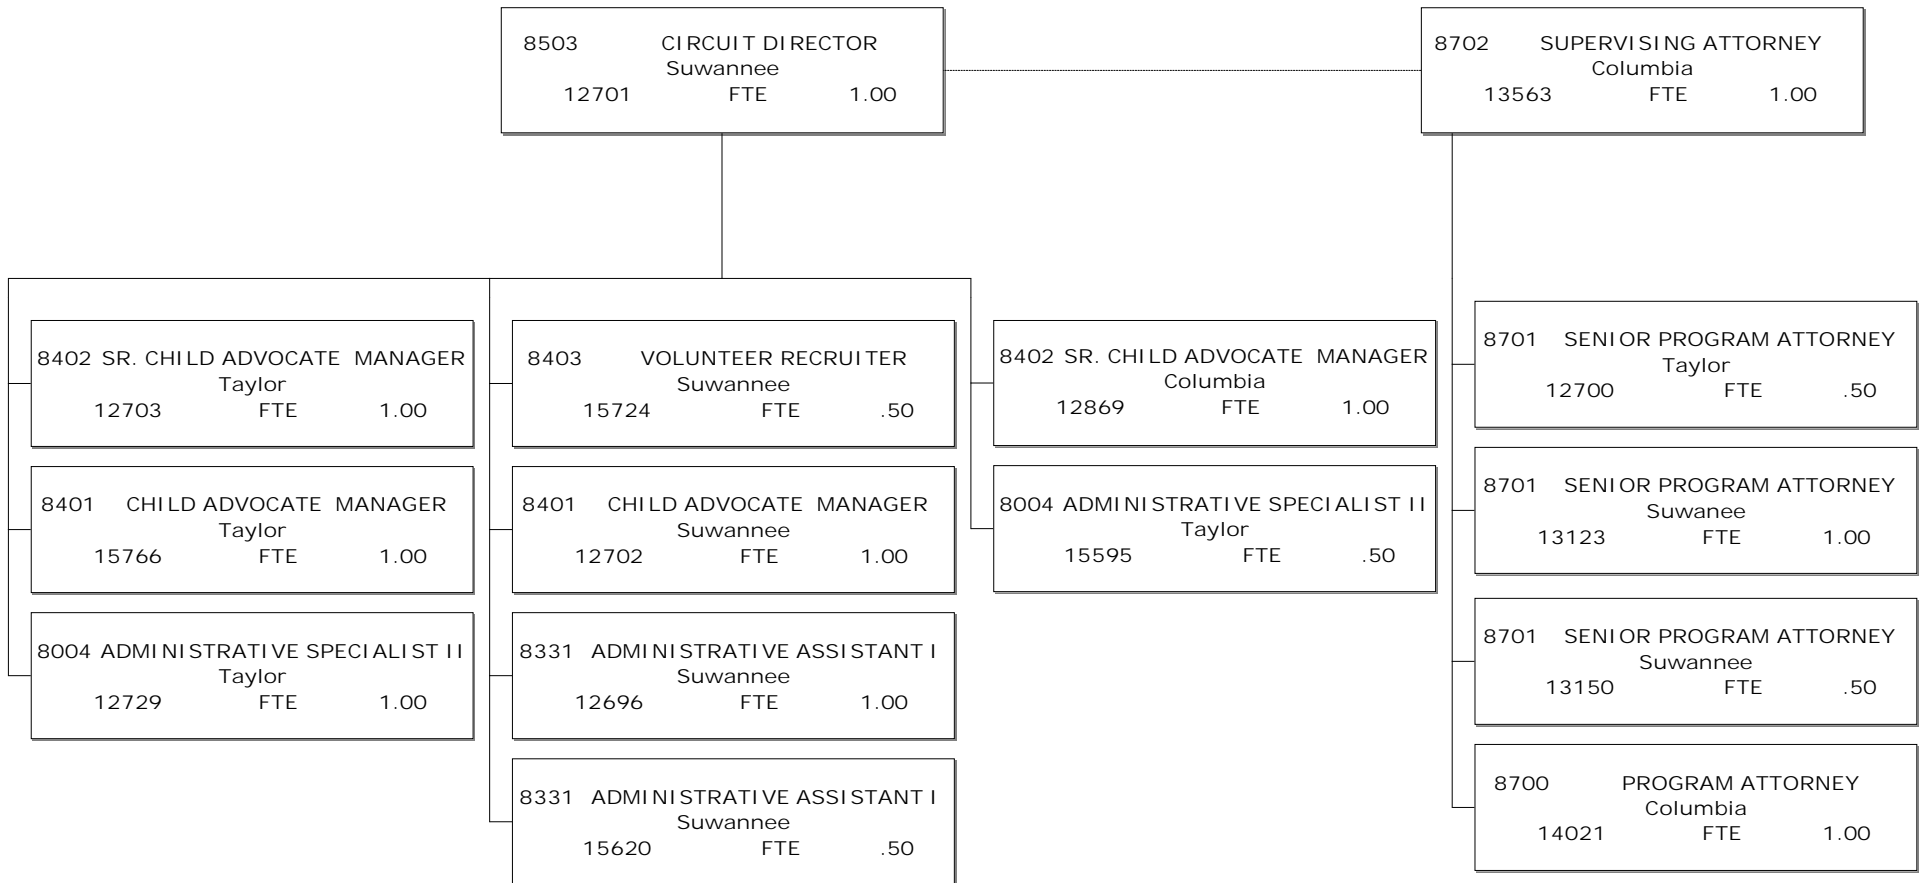 8503 CIRCUIT DIRECTOR
Suwannee
12701 FTE 1.00
8702 SUPERVISING ATTORNEY
Columbia
13563 FTE 1.00
8402 SR. CHILD ADVOCATE MANAGER
Taylor
12703 FTE 1.00
8401 CHILD ADVOCATE MANAGER
Taylor
15766 FTE 1.00
8004 ADMINISTRATIVE SPECIALIST II
Taylor
12729 FTE 1.00
8403 VOLUNTEER RECRUITER
Suwannee
15724 FTE .50
8401 CHILD ADVOCATE MANAGER
Suwannee
12702 FTE 1.00
8331 ADMINISTRATIVE ASSISTANT I
Suwannee
12696 FTE 1.00
8331 ADMINISTRATIVE ASSISTANT I
Suwannee
15620 FTE .50
8402 SR. CHILD ADVOCATE MANAGER
Columbia
12869 FTE 1.00
8004 ADMINISTRATIVE SPECIALIST II
Taylor
15595 FTE .50
8701 SENIOR PROGRAM ATTORNEY
Taylor
12700 FTE .50
8701 SENIOR PROGRAM ATTORNEY
Suwanee
13123 FTE 1.00
8701 SENIOR PROGRAM ATTORNEY
Suwannee
13150 FTE .50
8700 PROGRAM ATTORNEY
Columbia
14021 FTE 1.00